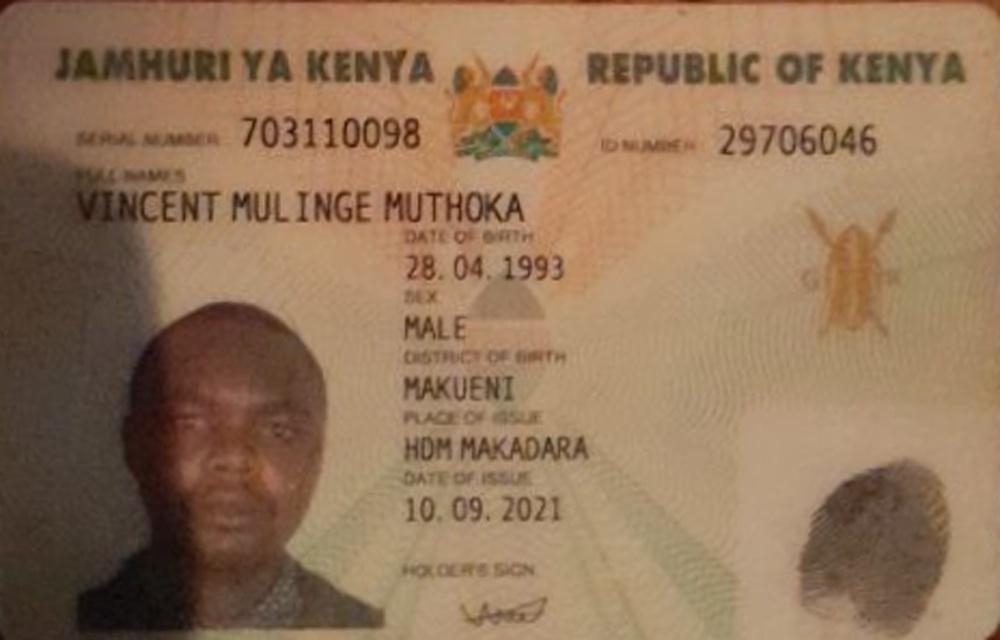 JAMHURI YA KENYA REPUBLIC OF KENYA
SERIAL NUMBER 703110098 ID NUMBER 29706046
FULL NAMES
VINCENT MULINGE MUTHOKA
DATE OF BIRTH
28. 04. 1993
SEX
MALE
DISTRICT OF BIRTH
MAKUENI
PLACE OF ISSUE
HDM MAKADARA
DATE OF ISSUE
10. 09. 2021
HOLDER'S SIGN.